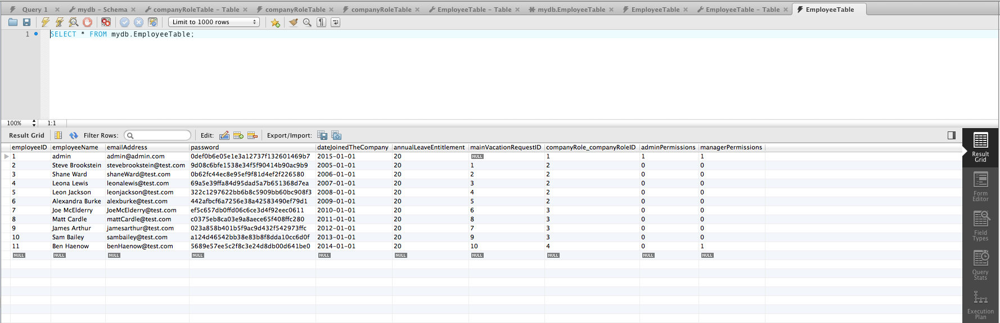 Query 1 mydb - Schema companyRoleTable - Table companyRoleTable companyRoleTable EmployeeTable - Table mydb.EmployeeTable EmployeeTable EmployeeTable - Table EmployeeTable
Limit to 1000 rows
1 SELECT * FROM mydb.EmployeeTable;
100% 1:1
Result Grid Filter Rows: Edit: Export/Import:
employeeID employeeName emailAddress password dateJoinedTheCompany annualLeaveEntitlement mainVacationRequestID companyRole_companyRoleID adminPermissions managerPermissions
1 admin admin@admin.com 0def0b6e05e1e3a12737f132601469b7 2015-01-01 20 NULL 1 1 1
2 Steve Brookstein stevebrookstein@test.com 9d08c6bfe1538e34f5f90414b90ac9b9 2005-01-01 20 1 2 0 0
3 Shane Ward shaneWard@test.com 0b62fc44ec8e95ef9f81d4ef2f226580 2006-01-01 20 2 2 0 0
4 Leona Lewis leonalewis@test.com 69a5e39ffa84d95dad5a7b651368d7ea 2007-01-01 20 3 2 0 0
5 Leon Jackson leonjackson@test.com 322c1297622bb6b8c5909bb60bc908f3 2008-01-01 20 4 2 0 0
6 Alexandra Burke alexburke@test.com 442afbcf6a7256e38a42583490ef79d1 2009-01-01 20 5 2 0 0
7 Joe McElderry JoeMcElderry@test.com ef5c657db0ffd06c6ce3d4f92eec0611 2010-01-01 20 6 3 0 0
8 Matt Cardle mattCardle@test.com c0375eb8ca03e9a8aece65f408ffc280 2011-01-01 20 8 3 0 0
9 James Arthur jamesarthur@test.com 023a858b401b5f9ac9d432f542973ffc 2012-01-01 20 7 3 0 0
10 Sam Bailey sambailey@test.com a124d46542bb38e83b8f8dda10cc6d0f 2013-01-01 20 9 3 0 0
11 Ben Haenow benHaenow@test.com 5689e57ee5c2f8c3e24d8db00d641be0 2014-01-01 20 10 4 0 1
NULL NULL NULL NULL NULL NULL NULL NULL NULL NULL
Result
Grid
Form
Editor
Field
Types
Query
Stats
Execution
Plan